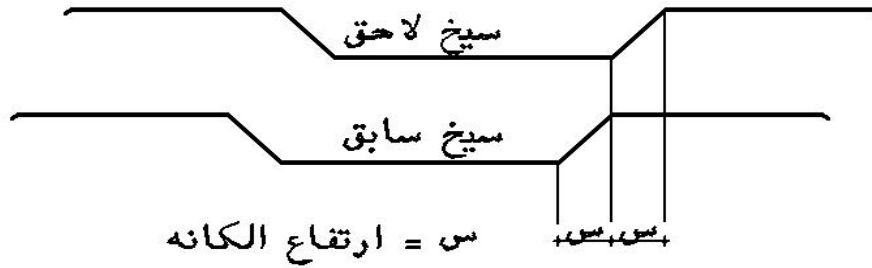 سيخ لاحق
سيخ سابق
س س
س = ارتفاع الكانه